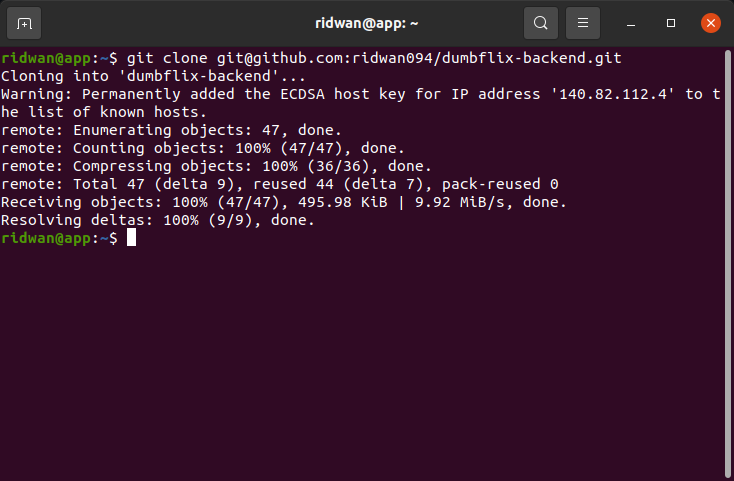 ridwan@app: ~
ridwan@app:~$ git clone git@github.com:ridwan094/dumbflix-backend.git
Cloning into 'dumbflix-backend'...
Warning: Permanently added the ECDSA host key for IP address '140.82.112.4' to t
he list of known hosts.
remote: Enumerating objects: 47, done.
remote: Counting objects: 100% (47/47), done.
remote: Compressing objects: 100% (36/36), done.
remote: Total 47 (delta 9), reused 44 (delta 7), pack-reused 0
Receiving objects: 100% (47/47), 495.98 KiB | 9.92 MiB/s, done.
Resolving deltas: 100% (9/9), done.
ridwan@app:~$